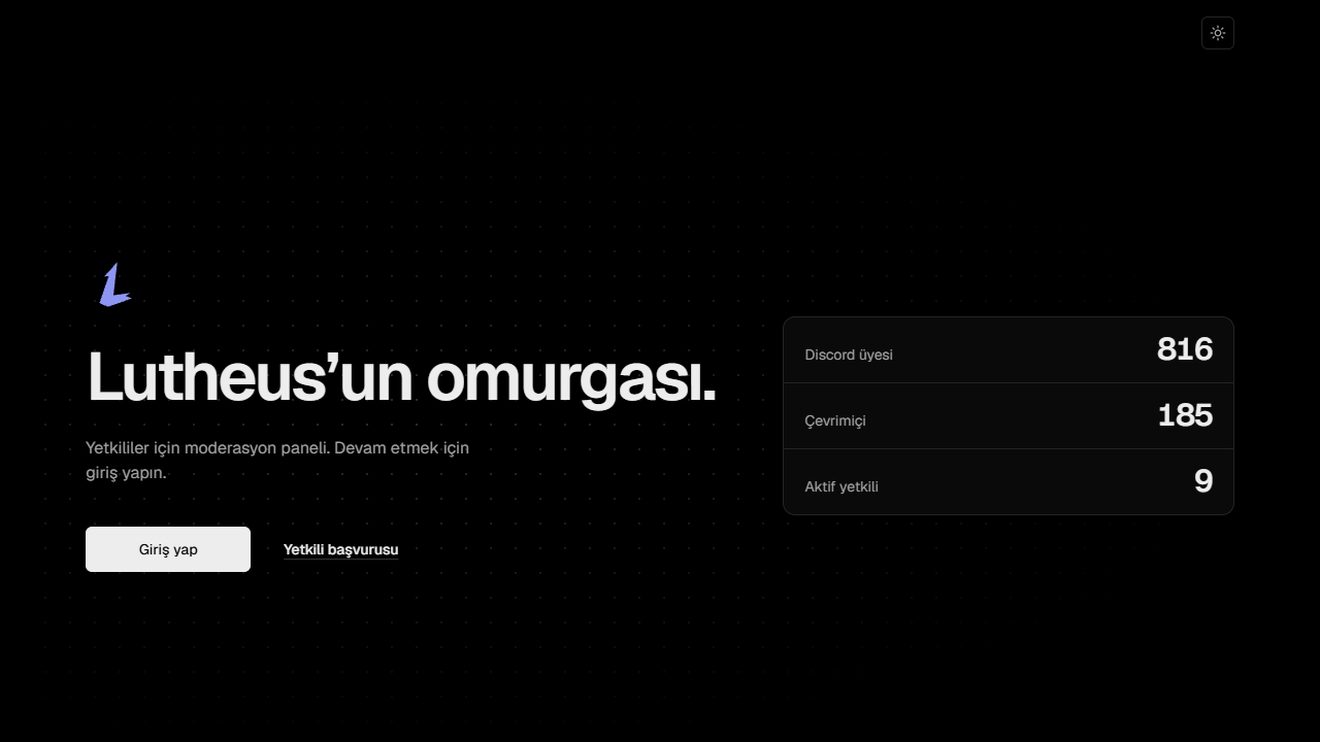 Lutheus’un omurgası.
Yetkililer için moderasyon paneli. Devam etmek için
giriş yapın.
Giriş yap
Yetkili başvurusu
Discord üyesi 816
Çevrimiçi 185
Aktif yetkili 9